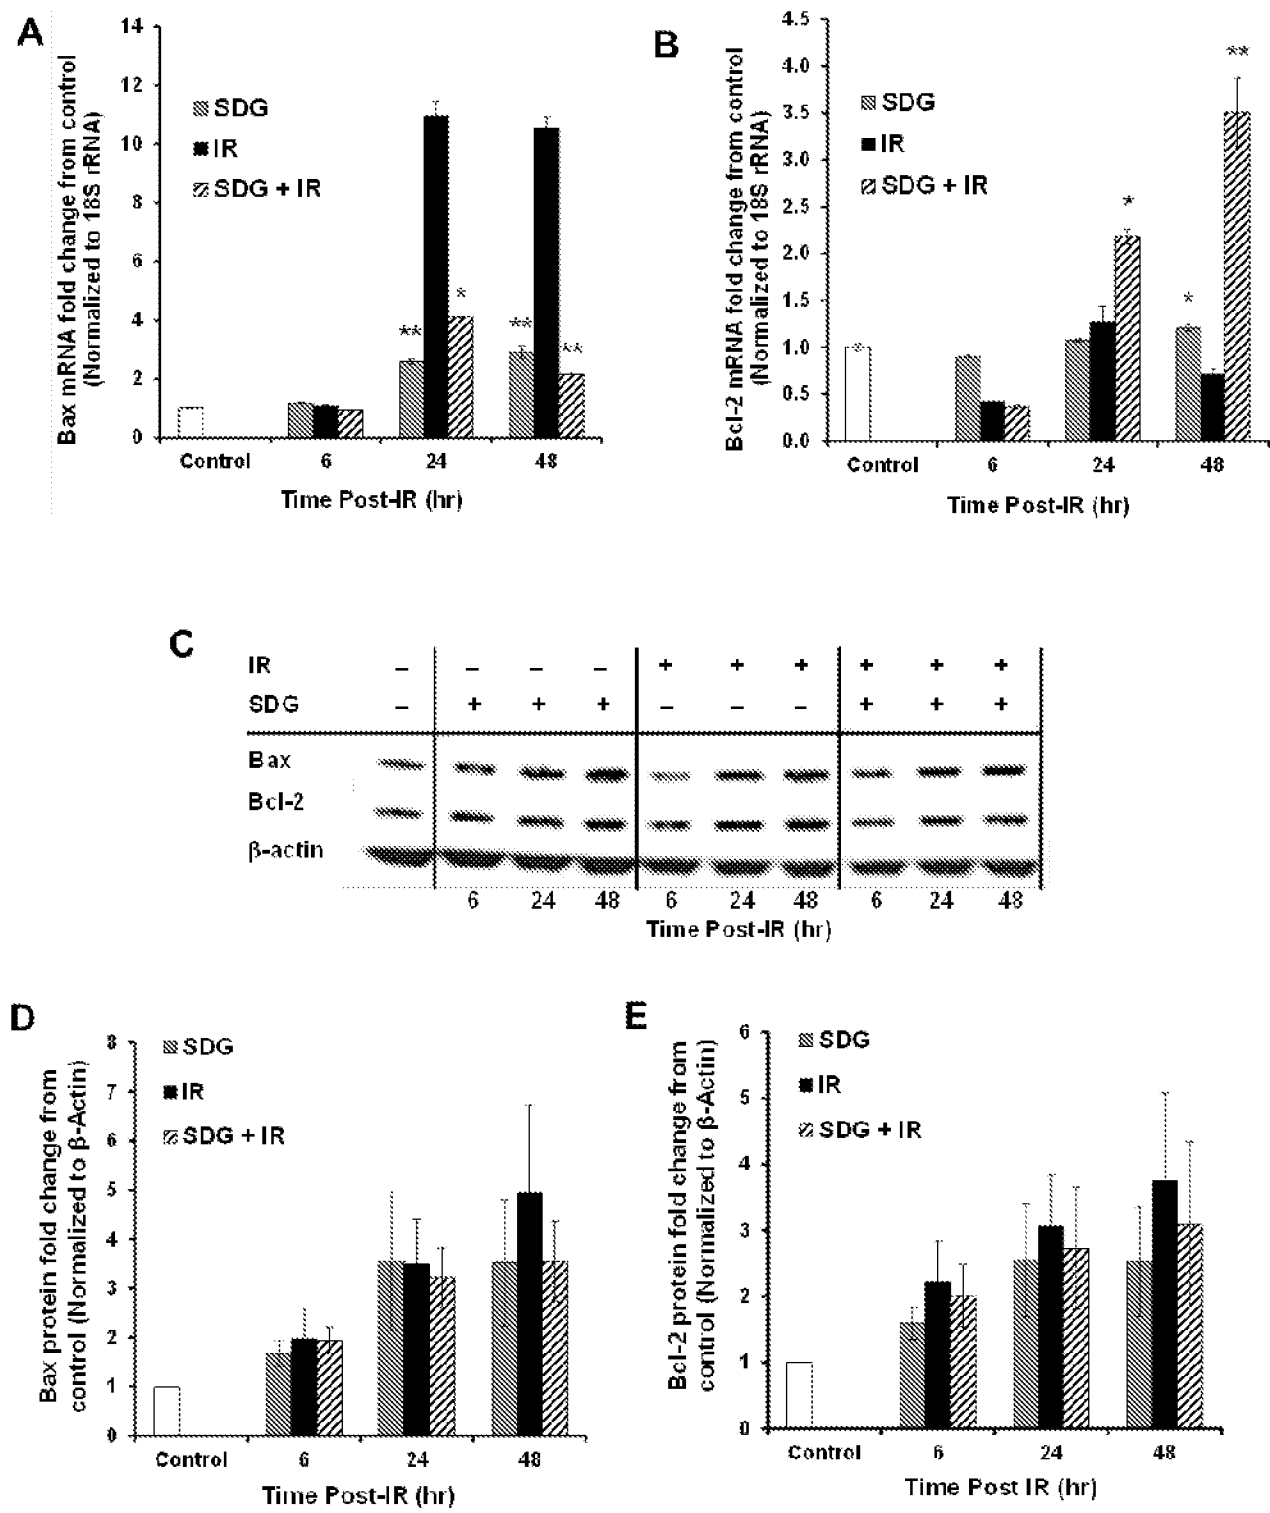 A
Bax mRNA fold change from control
(Normalized to 18S rRNA)
14
12
10
8
6
4
2
0
SDG
IR
SDG + IR
**
*
**
**
Control 6 24 48
Time Post-IR (hr)
B
Bcl-2 mRNA fold change from control
(Normalized to 18S rRNA)
4.5
4.0
3.5
3.0
2.5
2.0
1.5
1.0
0.5
0.0
SDG
IR
SDG + IR
*
*
**
Control 6 24 48
Time Post-IR (hr)
C
IR – – – – + + + + + +
SDG – + + + – – – + + +
Bax
Bcl-2
β-actin
6 24 48 6 24 48 6 24 48
Time Post-IR (hr)
D
Bax protein fold change from
control (Normalized to β-Actin)
8
7
6
5
4
3
2
1
0
SDG
IR
SDG + IR
Control 6 24 48
Time Post-IR (hr)
E
Bcl-2 protein fold change from
control (Normalized to β-Actin)
6
5
4
3
2
1
0
SDG
IR
SDG + IR
Control 6 24 48
Time Post IR (hr)